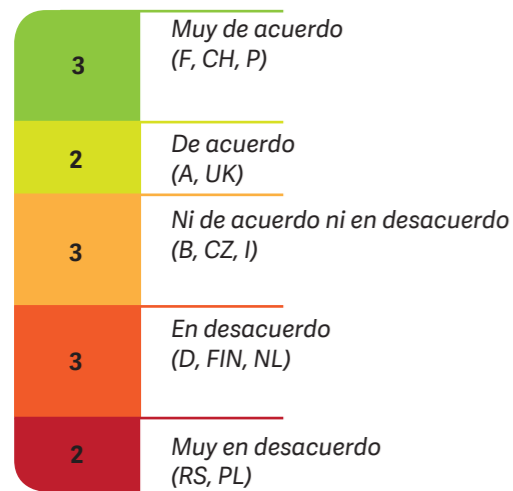 3
Muy de acuerdo
(F, CH, P)
2
De acuerdo
(A, UK)
3
Ni de acuerdo ni en desacuerdo
(B, CZ, I)
3
En desacuerdo
(D, FIN, NL)
2
Muy en desacuerdo
(RS, PL)